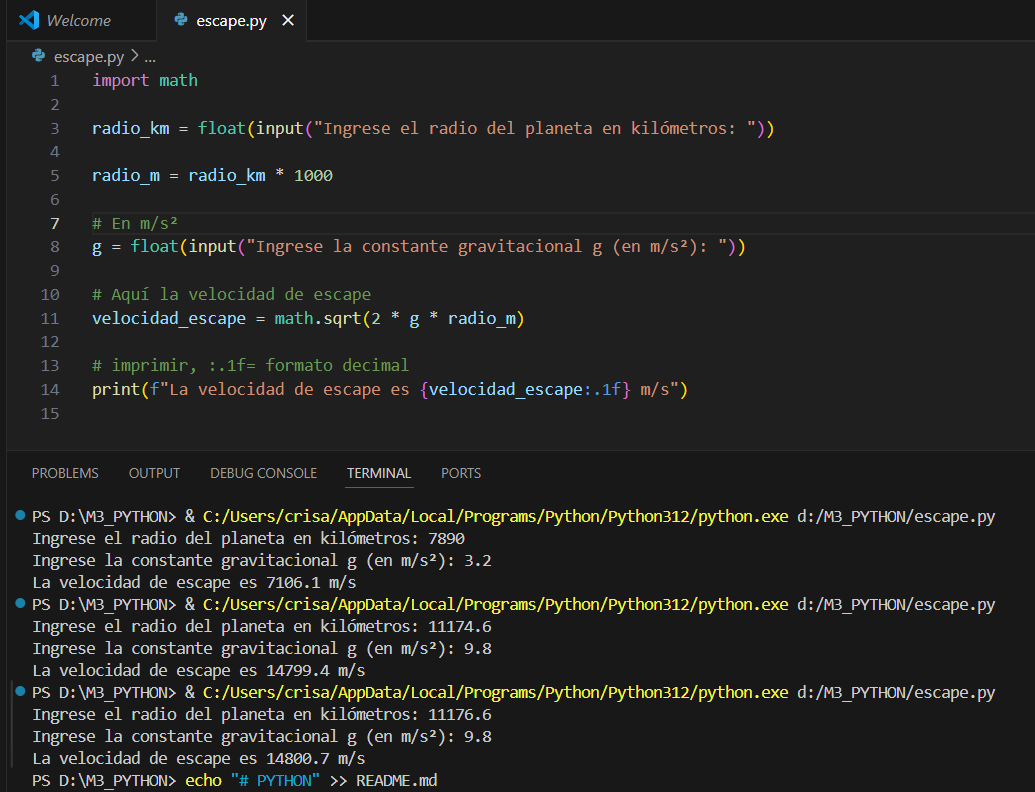 Welcome
escape.py ×
escape.py > ...
1 import math
2
3 radio_km = float(input("Ingrese el radio del planeta en kilómetros: "))
4
5 radio_m = radio_km * 1000
6
7 # En m/s²
8 g = float(input("Ingrese la constante gravitacional g (en m/s²): "))
9
10 # Aquí la velocidad de escape
11 velocidad_escape = math.sqrt(2 * g * radio_m)
12
13 # imprimir, :.1f= formato decimal
14 print(f"La velocidad de escape es {velocidad_escape:.1f} m/s")
15
PROBLEMS OUTPUT DEBUG CONSOLE TERMINAL PORTS
PS D:\M3_PYTHON> & C:/Users/crisa/AppData/Local/Programs/Python/Python312/python.exe d:/M3_PYTHON/escape.py
Ingrese el radio del planeta en kilómetros: 7890
Ingrese la constante gravitacional g (en m/s²): 3.2
La velocidad de escape es 7106.1 m/s
PS D:\M3_PYTHON> & C:/Users/crisa/AppData/Local/Programs/Python/Python312/python.exe d:/M3_PYTHON/escape.py
Ingrese el radio del planeta en kilómetros: 11174.6
Ingrese la constante gravitacional g (en m/s²): 9.8
La velocidad de escape es 14799.4 m/s
PS D:\M3_PYTHON> & C:/Users/crisa/AppData/Local/Programs/Python/Python312/python.exe d:/M3_PYTHON/escape.py
Ingrese el radio del planeta en kilómetros: 11176.6
Ingrese la constante gravitacional g (en m/s²): 9.8
La velocidad de escape es 14800.7 m/s
PS D:\M3_PYTHON> echo "# PYTHON" >> README.md